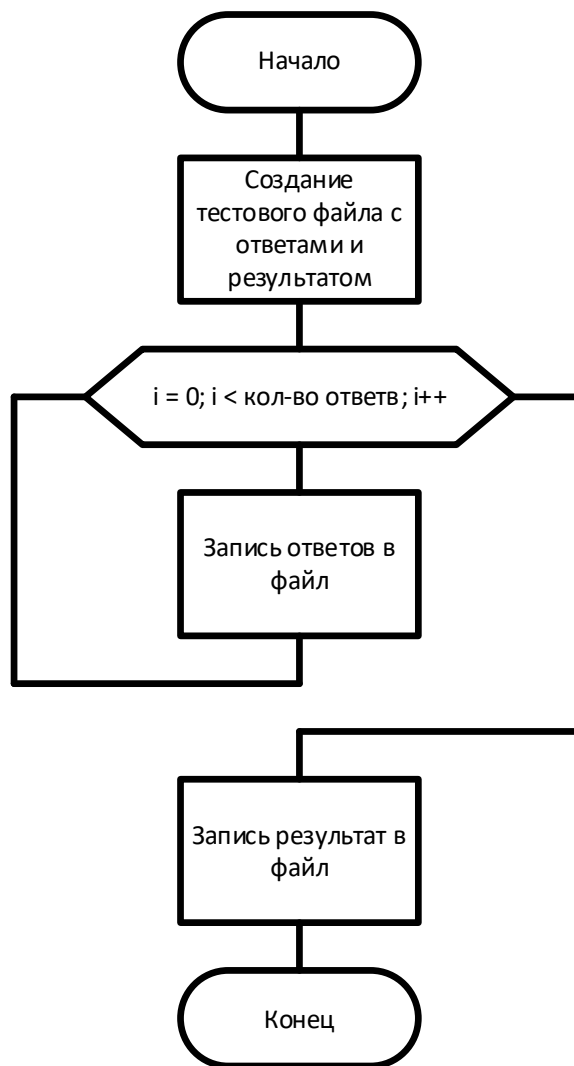 Начало
Создание
тестового файла с
ответами и
результатом
i = 0; i < кол-во ответв; i++
Запись ответов в
файл
Запись результат в
файл
Конец